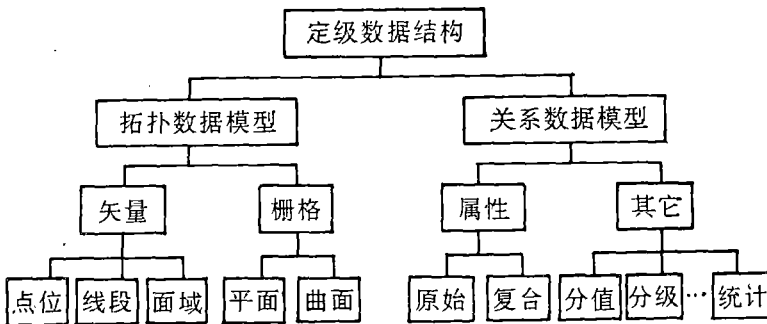 定级数据结构
拓扑数据模型 关系数据模型
矢量 栅格 属性 其它
点位 线段 面域 平面 曲面 原始 复合 分值 分级 … 统计